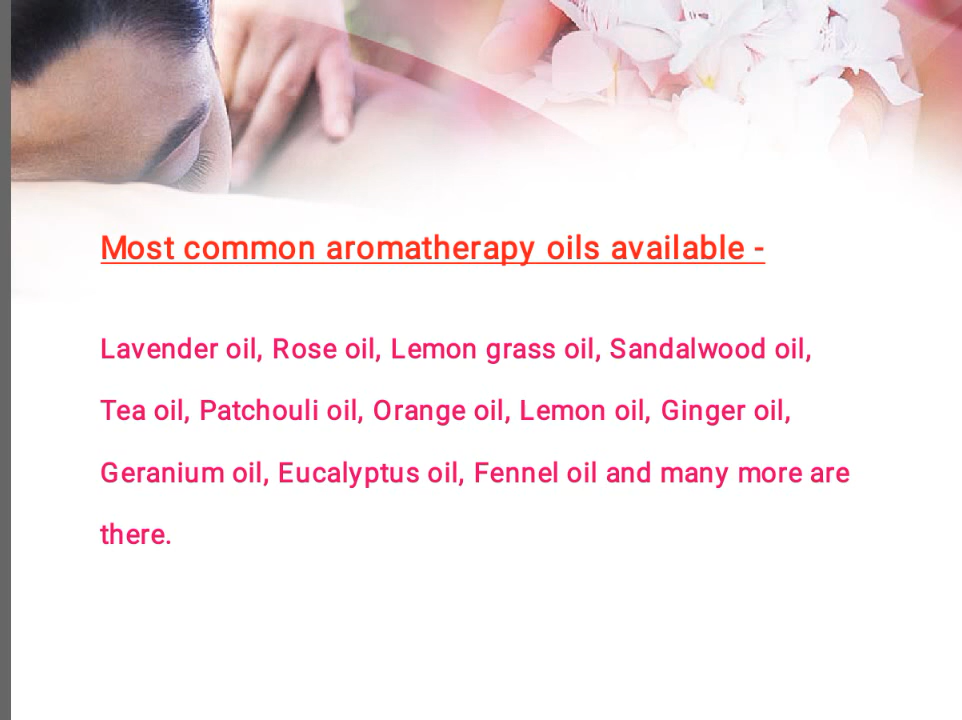 Most common aromatherapy oils available -
Lavender oil, Rose oil, Lemon grass oil, Sandalwood oil,
Tea oil, Patchouli oil, Orange oil, Lemon oil, Ginger oil,
Geranium oil, Eucalyptus oil, Fennel oil and many more are
there.